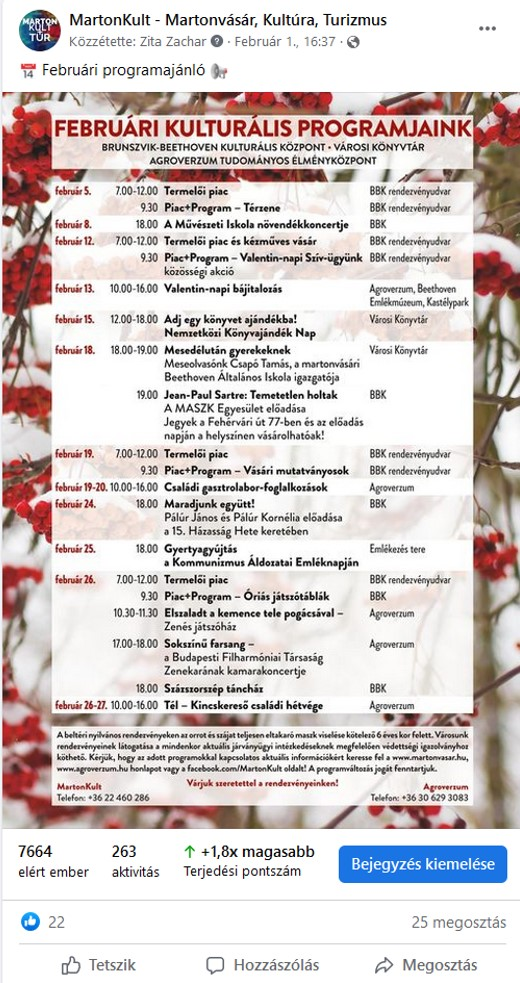 MARTON
KULT
TÚR
MartonKult - Martonvásár, Kultúra, Turizmus
Közzétette: Zita Zachar · Február 1., 16:37 ·
Februári programajánló
FEBRUÁRI KULTURÁLIS PROGRAMJAINK
BRUNSZVIK-BEETHOVEN KULTURÁLIS KÖZPONT • VÁROSI KÖNYVTÁR
AGROVERZUM TUDOMÁNYOS ÉLMÉNYKÖZPONT
február 5. 7.00-12.00 Termelői piac BBK rendezvényudvar
9.30 Piac+Program – Térzene BBK rendezvényudvar
február 8. 18.00 A Művészeti Iskola növendékkoncertje BBK
február 12. 7.00-12.00 Termelői piac és kézműves vásár BBK rendezvényudvar
9.30 Piac+Program – Valentin-napi Szív-ügyünk BBK rendezvényudvar
közösségi akció
február 13. 10.00-16.00 Valentin-napi bájitalozás Agroverzum, Beethoven
Emlékmúzeum, Kastélypark
február 15. 12.00-18.00 Adj egy könyvet ajándékba! Városi Könyvtár
Nemzetközi Könyvajándék Nap
február 18. 18.00-19.00 Mesedélután gyerekeknek Városi Könyvtár
Meseolvasónk Csapó Tamás, a martonvásári
Beethoven Általános Iskola igazgatója
19.00 Jean-Paul Sartre: Temetetlen holtak BBK
A MASZK Egyesület előadása
Jegyek a Fehérvári út 77-ben és az előadás
napján a helyszínen vásárolhatóak!
február 19. 7.00-12.00 Termelői piac BBK rendezvényudvar
9.30 Piac+Program – Vásári mutatványosok BBK rendezvényudvar
február 19-20. 10.00-16.00 Családi gasztrolabor-foglalkozások Agroverzum
február 24. 18.00 Maradjunk együtt! BBK
Pálúr János és Pálúr Kornélia előadása
a 15. Házasság Hete keretében
február 25. 18.00 Gyertyagyújtás Emlékezés tere
a Kommunizmus Áldozatai Emléknapján
február 26. 7.00-12.00 Termelői piac BBK rendezvényudvar
9.30 Piac+Program – Óriás játszótáblák BBK rendezvényudvar
10.30-11.30 Elszaladt a kemence tele pogácsával – Agroverzum
Zenés játszóház
17.00-18.00 Sokszínű farsang – Agroverzum
a Budapesti Filharmóniai Társaság
Zenekarának kamarakoncertje
18.00 Százszorszép táncház BBK
február 26-27. 10.00-16.00 Tél – Kincskereső családi hétvége Agroverzum
A beltéri nyilvános rendezvényeken az orrot és szájat teljesen eltakaró maszk viselése kötelező 6 éves kor felett. Városunk
rendezvényeinek látogatása a mindenkor aktuális járványügyi intézkedéseknek megfelelően védettségi igazolványhoz
köthető. Kérjük, hogy az adott programokkal kapcsolatos aktuális információkért keresse fel a www.martonvasar.hu,
www.agroverzum.hu honlapot vagy a facebook.com/MartonKult oldalt! A programváltozás jogát fenntartjuk.
Várjuk szeretettel a rendezvényeinken!
MartonKult Agroverzum
Telefon: +36 22 460 286 Telefon: +36 30 629 3083
7664 263 +1,8x magasabb
elért ember aktivitás Terjedési pontszám
Bejegyzés kiemelése
22 25 megosztás
Tetszik Hozzászólás Megosztás